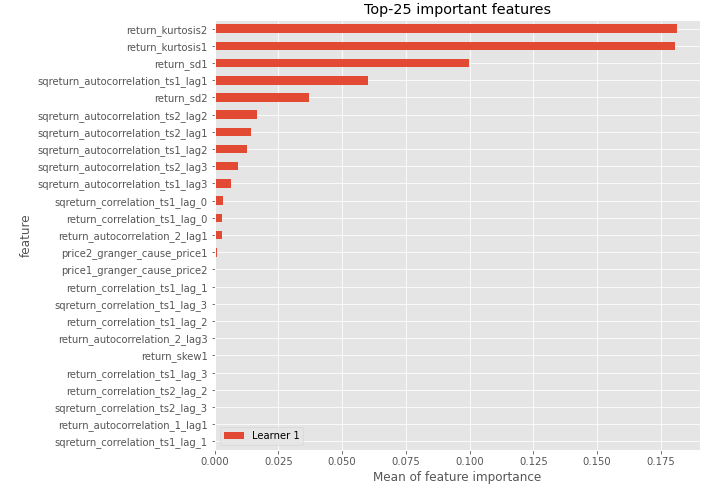 Top-25 important features
return_kurtosis2
return_kurtosis1
return_sd1
sqreturn_autocorrelation_ts1_lag1
return_sd2
sqreturn_autocorrelation_ts2_lag2
sqreturn_autocorrelation_ts2_lag1
sqreturn_autocorrelation_ts1_lag2
sqreturn_autocorrelation_ts2_lag3
sqreturn_autocorrelation_ts1_lag3
sqreturn_correlation_ts1_lag_0
return_correlation_ts1_lag_0
return_autocorrelation_2_lag1
price2_granger_cause_price1
price1_granger_cause_price2
return_correlation_ts1_lag_1
sqreturn_correlation_ts1_lag_3
return_correlation_ts1_lag_2
return_autocorrelation_2_lag3
return_skew1
return_correlation_ts1_lag_3
return_correlation_ts2_lag_2
sqreturn_correlation_ts2_lag_3
return_autocorrelation_1_lag1
sqreturn_correlation_ts1_lag_1
feature
Learner 1
0.000 0.025 0.050 0.075 0.100 0.125 0.150 0.175
Mean of feature importance